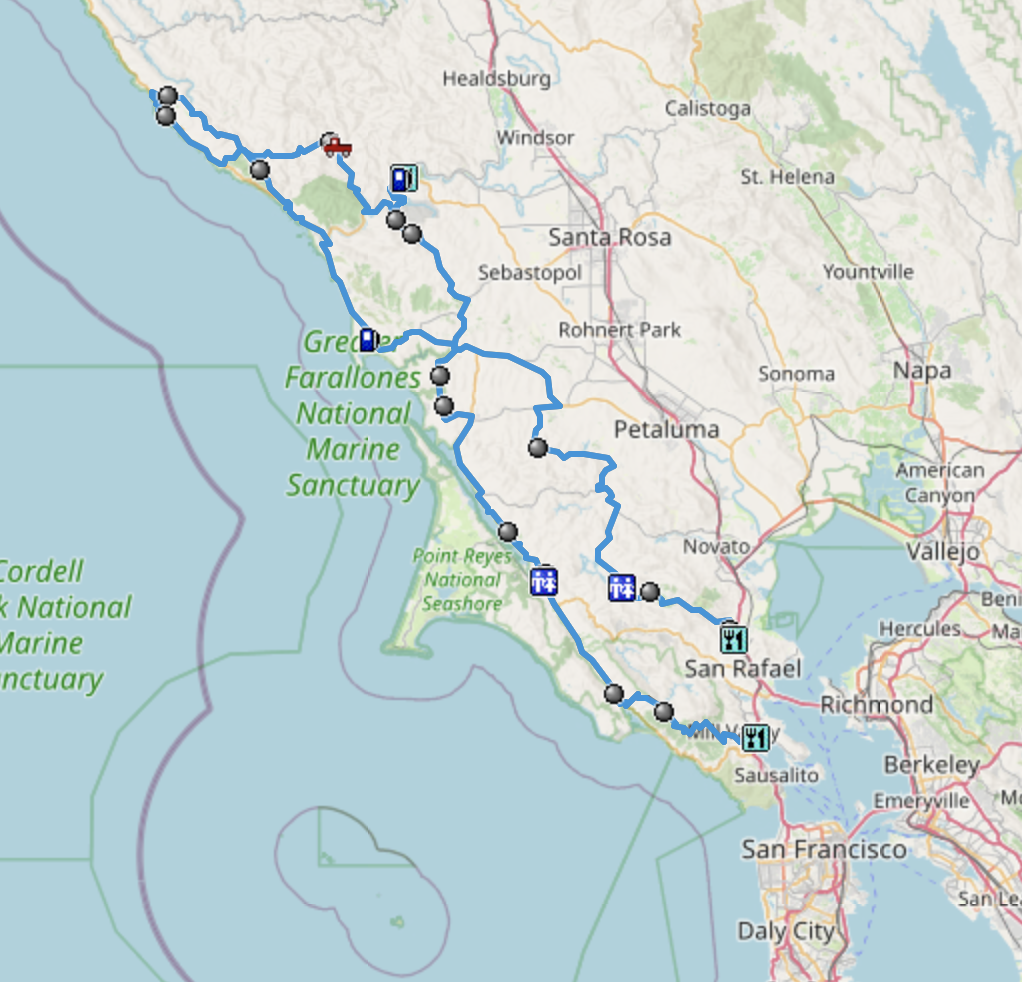 Healdsburg
Calistoga
Windsor
St. Helena
Santa Rosa
Sebastopol
Yountville
Rohnert Park
Greater
Farallones
National
Marine
Sanctuary
Sonoma
Napa
Petaluma
American
Canyon
Novato
Vallejo
Point Reyes
National
Seashore
Cordell
k National
Marine
nctuary
Beni
Hercules
Ma
San Rafael
Richmond
Mill Valley
Sausalito
Berkeley
Emeryville
Mo
San Francisco
San Lea
Daly City